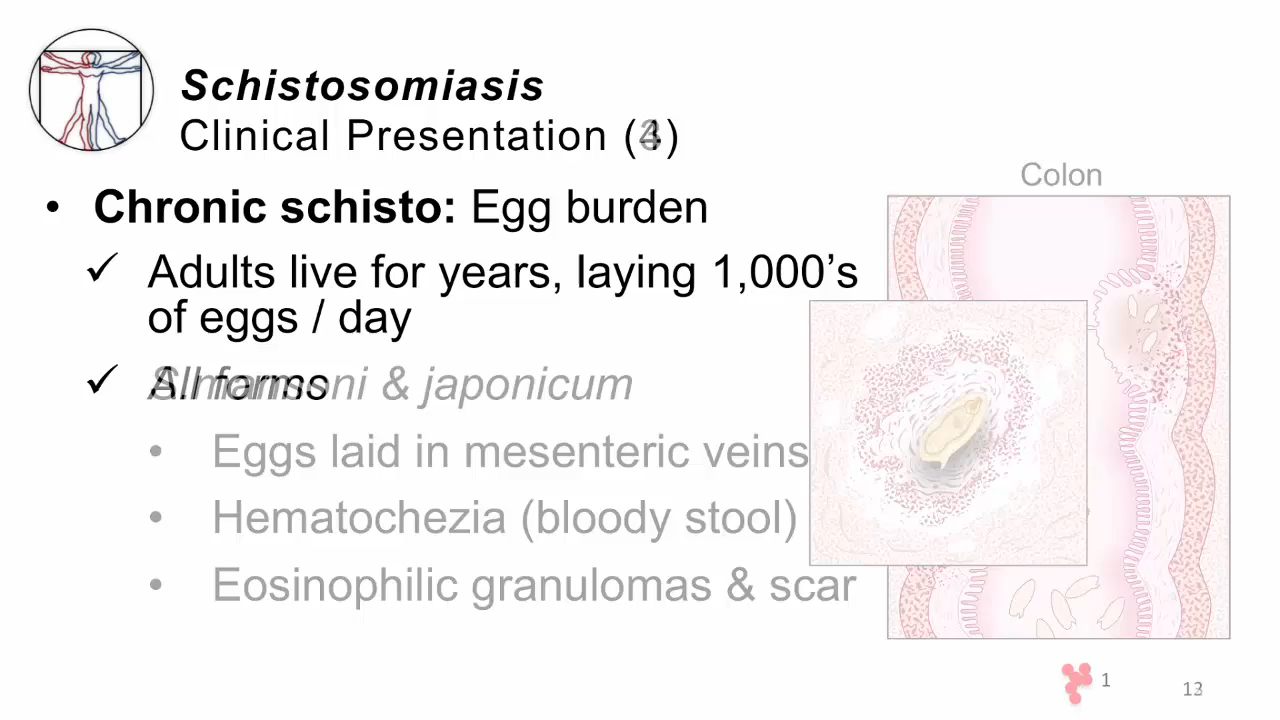 Schistosomiasis
Clinical Presentation ()
Colon
• Chronic schisto: Egg burden
✓ Adults live for years, laying 1,000’s
of eggs / day
✓ & japonicum
• Eggs laid in mesenteric veins
• Hematochezia (bloody stool)
• Eosinophilic granulomas & scar
1